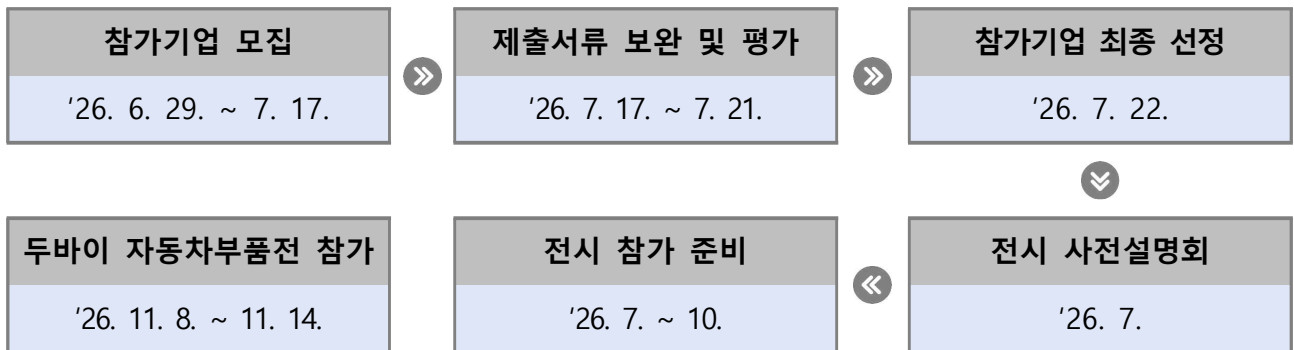 참가기업 모집
'26. 6. 29. ~ 7. 17.
제출서류 보완 및 평가
'26. 7. 17. ~ 7. 21.
참가기업 최종 선정
'26. 7. 22.
전시 사전설명회
'26. 7.
전시 참가 준비
'26. 7. ~ 10.
두바이 자동차부품전 참가
'26. 11. 8. ~ 11. 14.